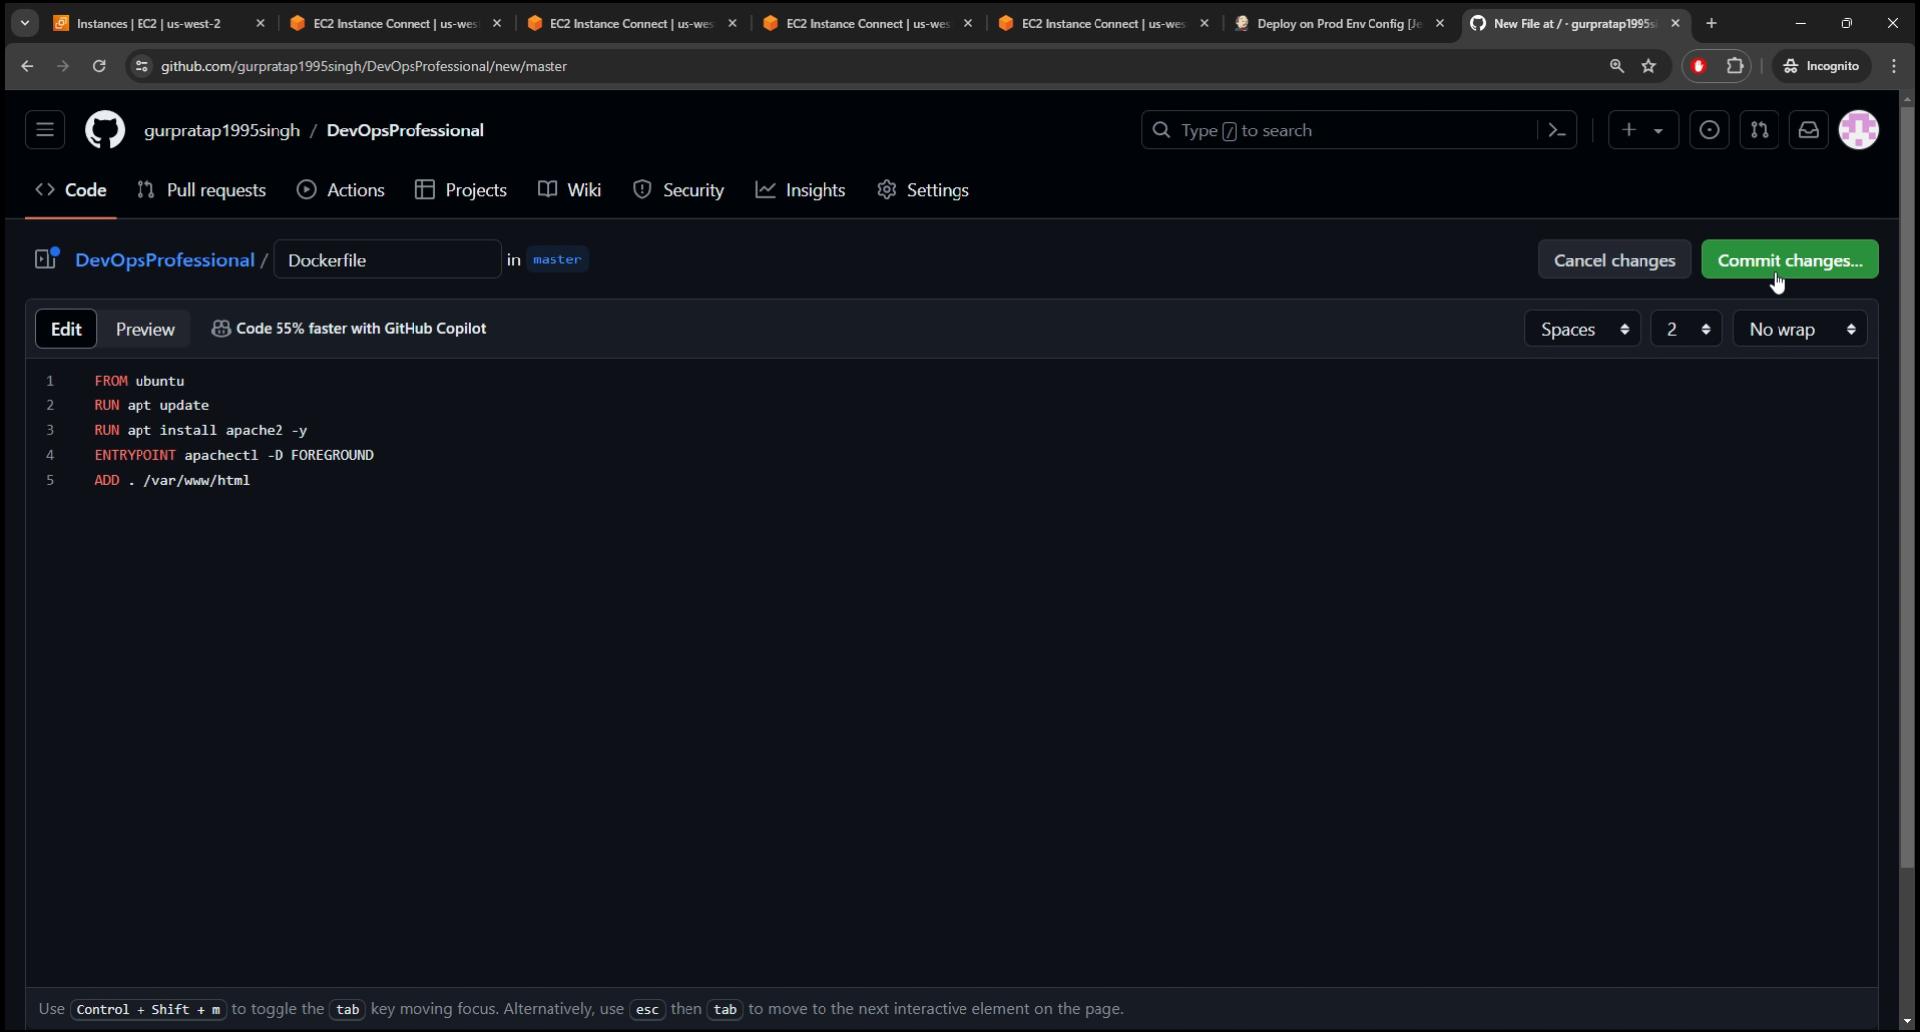 Instances | EC2 | us-west-2
EC2 Instance Connect | us-wes
EC2 Instance Connect | us-wes
EC2 Instance Connect | us-wes
EC2 Instance Connect | us-wes
Deploy on Prod Env Config [Je
New File at / · gurpratap1995si
github.com/gurpratap1995singh/DevOpsProfessional/new/master
Incognito
gurpratap1995singh / DevOpsProfessional
Type / to search
Code
Pull requests
Actions
Projects
Wiki
Security
Insights
Settings
DevOpsProfessional / Dockerfile in master
Cancel changes
Commit changes...
Edit
Preview
Code 55% faster with GitHub Copilot
Spaces
2
No wrap
1 FROM ubuntu
2 RUN apt update
3 RUN apt install apache2 -y
4 ENTRYPOINT apachectl -D FOREGROUND
5 ADD . /var/www/html
Use Control + Shift + m to toggle the tab key moving focus. Alternatively, use esc then tab to move to the next interactive element on the page.